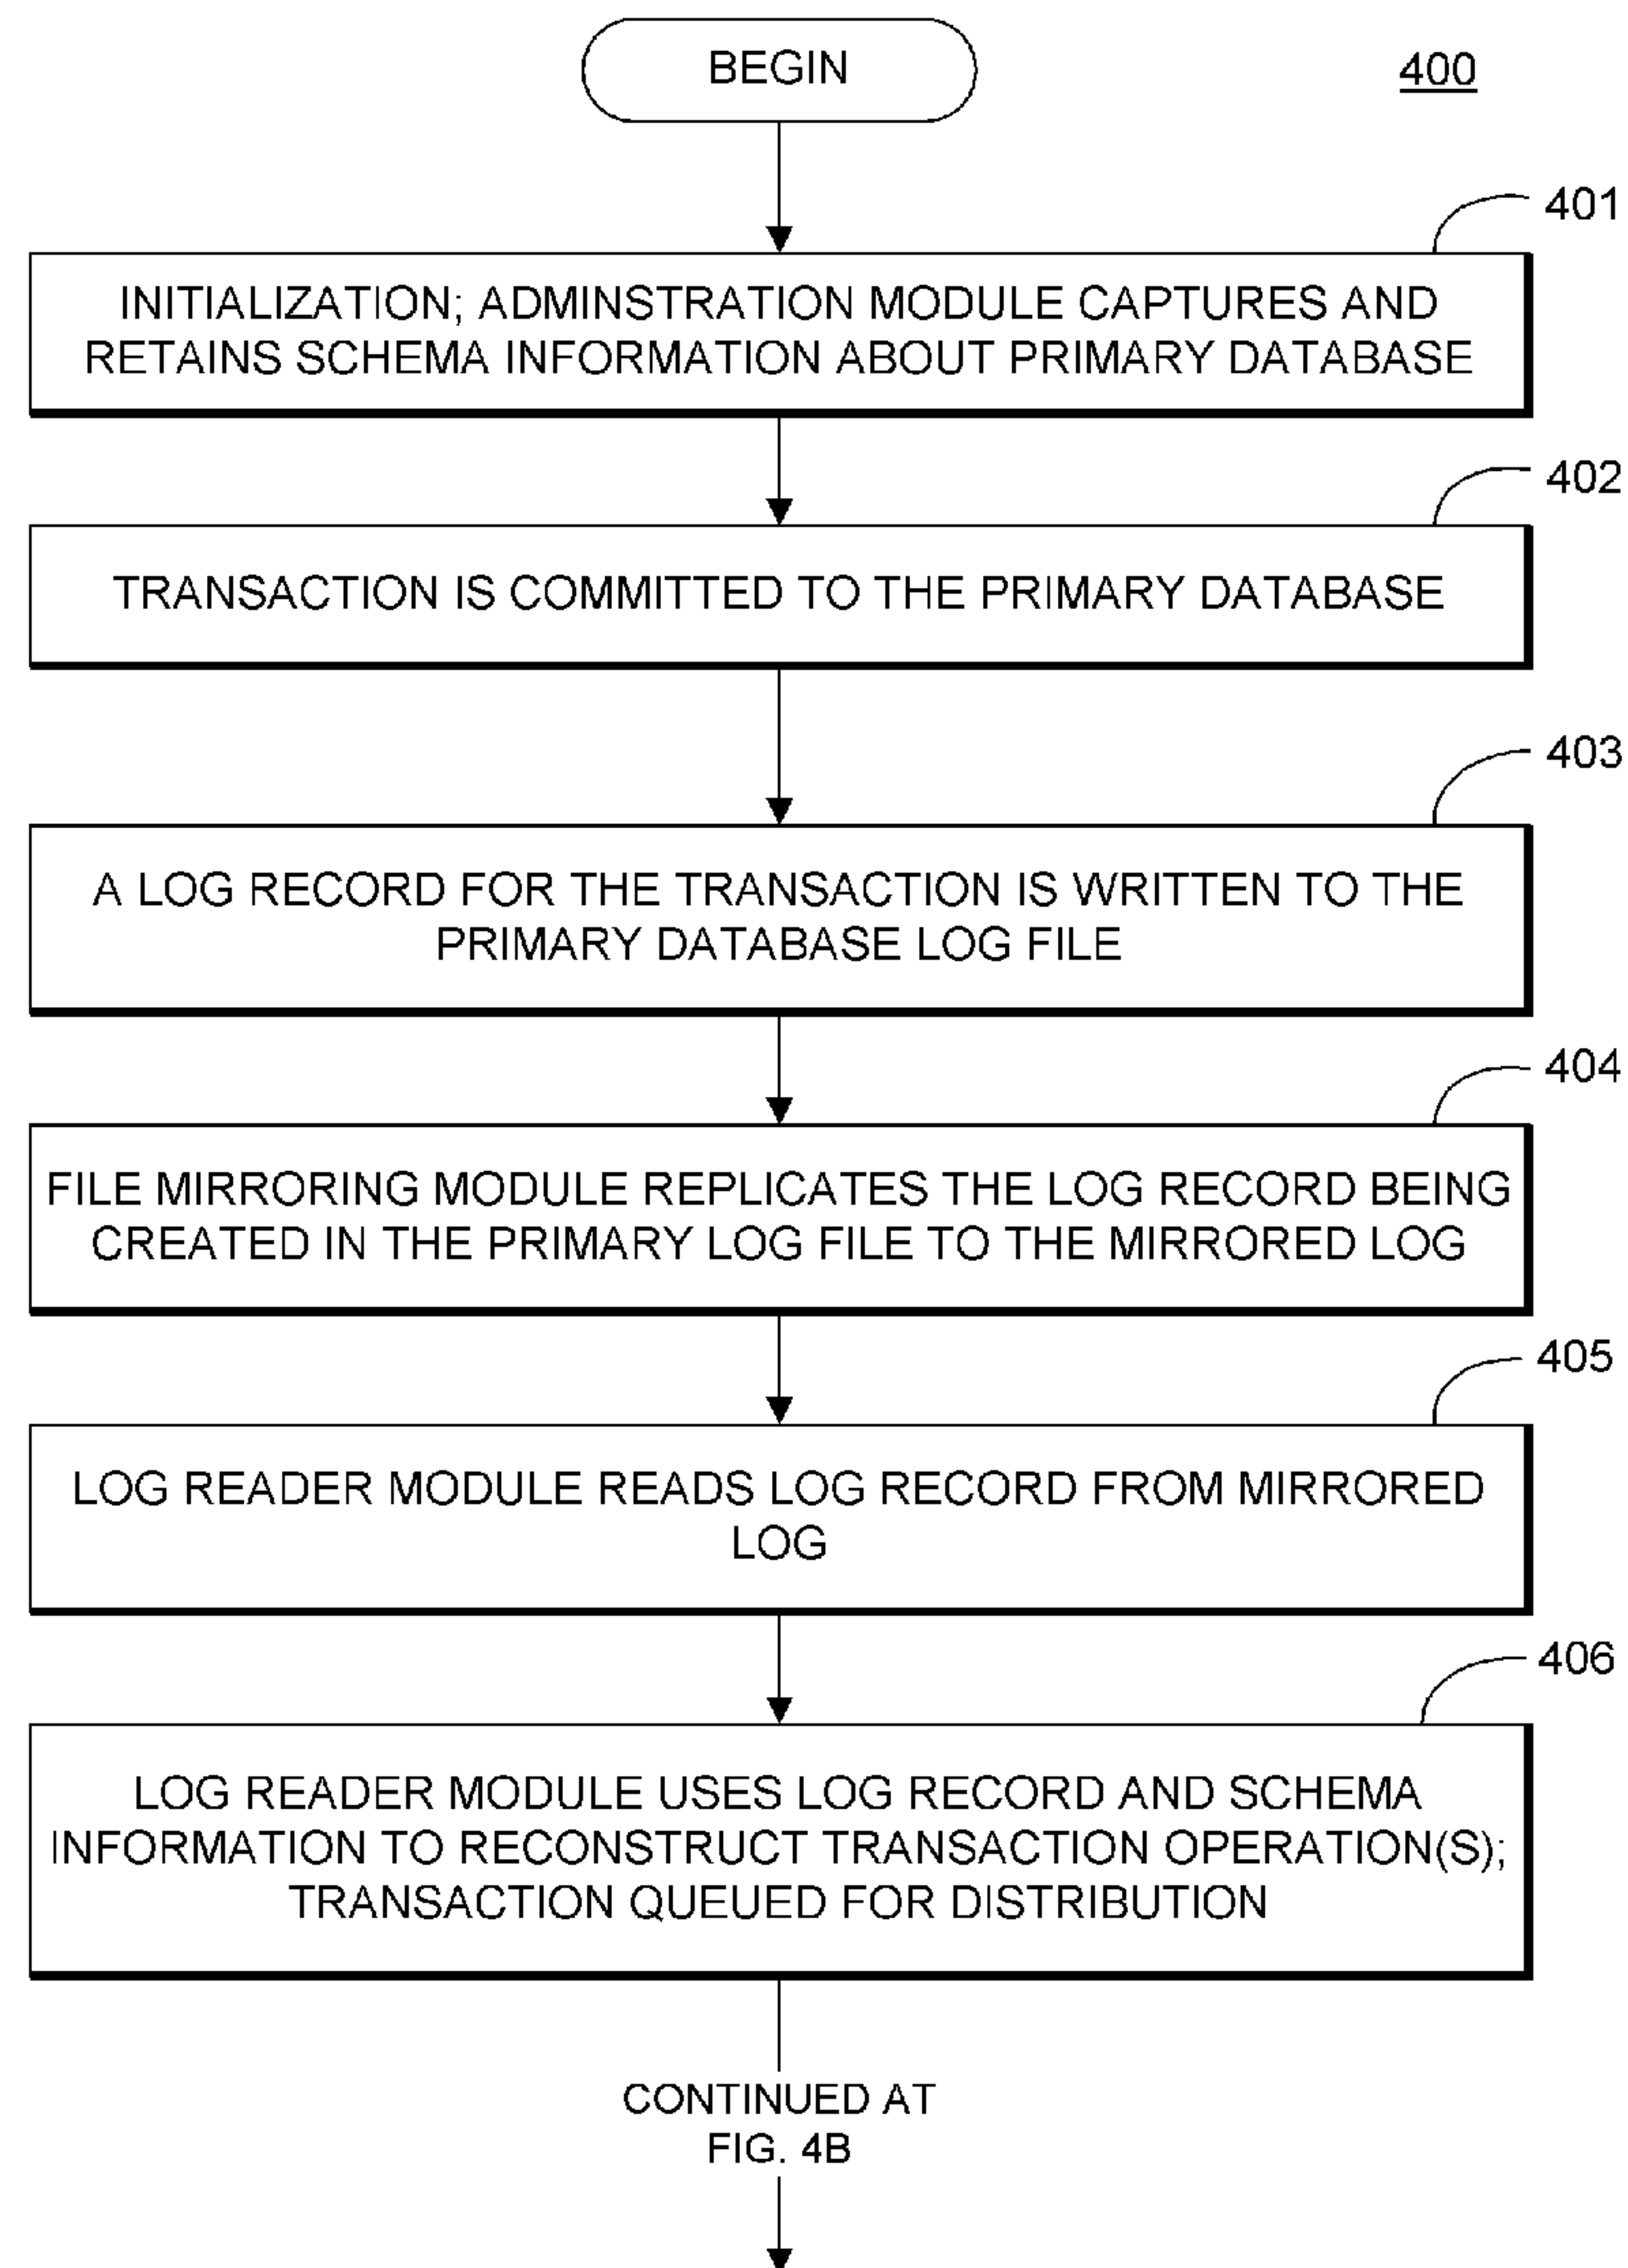 BEGIN
400
401
INITIALIZATION; ADMINSTRATION MODULE CAPTURES AND
RETAINS SCHEMA INFORMATION ABOUT PRIMARY DATABASE
402
TRANSACTION IS COMMITTED TO THE PRIMARY DATABASE
403
A LOG RECORD FOR THE TRANSACTION IS WRITTEN TO THE
PRIMARY DATABASE LOG FILE
404
FILE MIRRORING MODULE REPLICATES THE LOG RECORD BEING
CREATED IN THE PRIMARY LOG FILE TO THE MIRRORED LOG
405
LOG READER MODULE READS LOG RECORD FROM MIRRORED
LOG
406
LOG READER MODULE USES LOG RECORD AND SCHEMA
INFORMATION TO RECONSTRUCT TRANSACTION OPERATION(S);
TRANSACTION QUEUED FOR DISTRIBUTION
CONTINUED AT
FIG. 4B